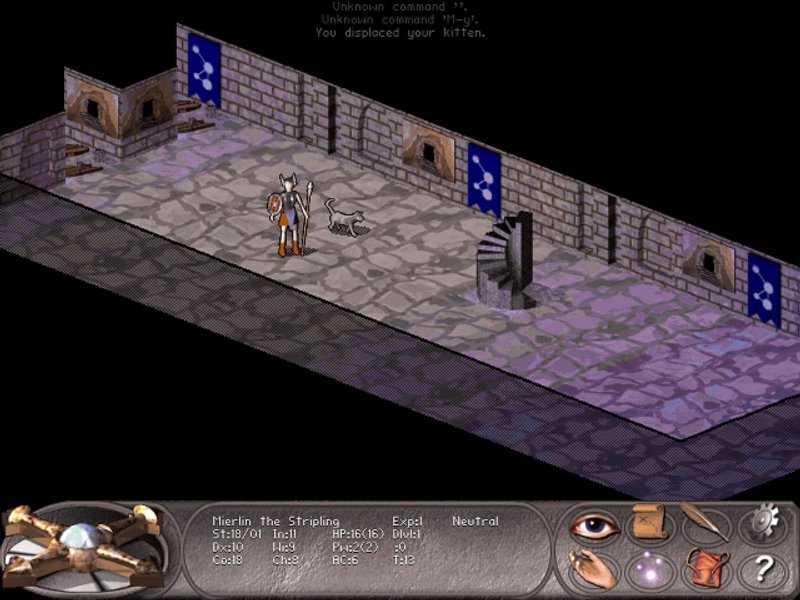 Unknown command ''.
Unknown command 'M-y'.
You displaced your kitten.
Mierlin the Stripling Exp:1 Neutral
St:18/01 In:11 HP:16(16) Dlvl:1
Dx:10 Wi:9 Pw:2(2) :0
Co:18 Ch:8 AC:6 T:13
?